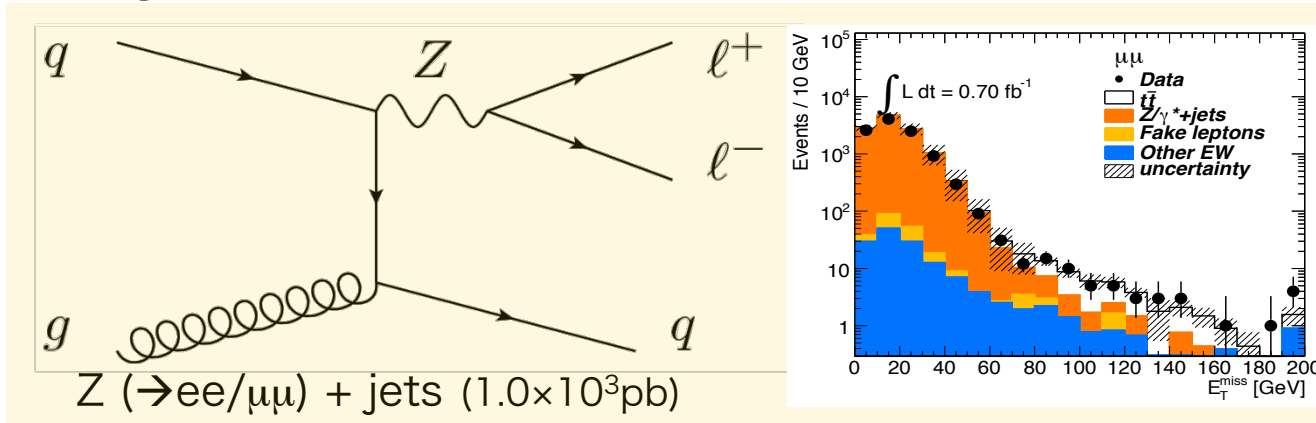 q
Z
ℓ+
ℓ−
g
q
Z (→ee/μμ) + jets (1.0×10³pb)
Events / 10 GeV
10⁵
10⁴
10³
10²
10
1
μμ
∫ L dt = 0.70 fb⁻¹
Data
tt̄
Z/γ*+jets
Fake leptons
Other EW
uncertainty
0 20 40 60 80 100 120 140 160 180 200
E_T^miss [GeV]